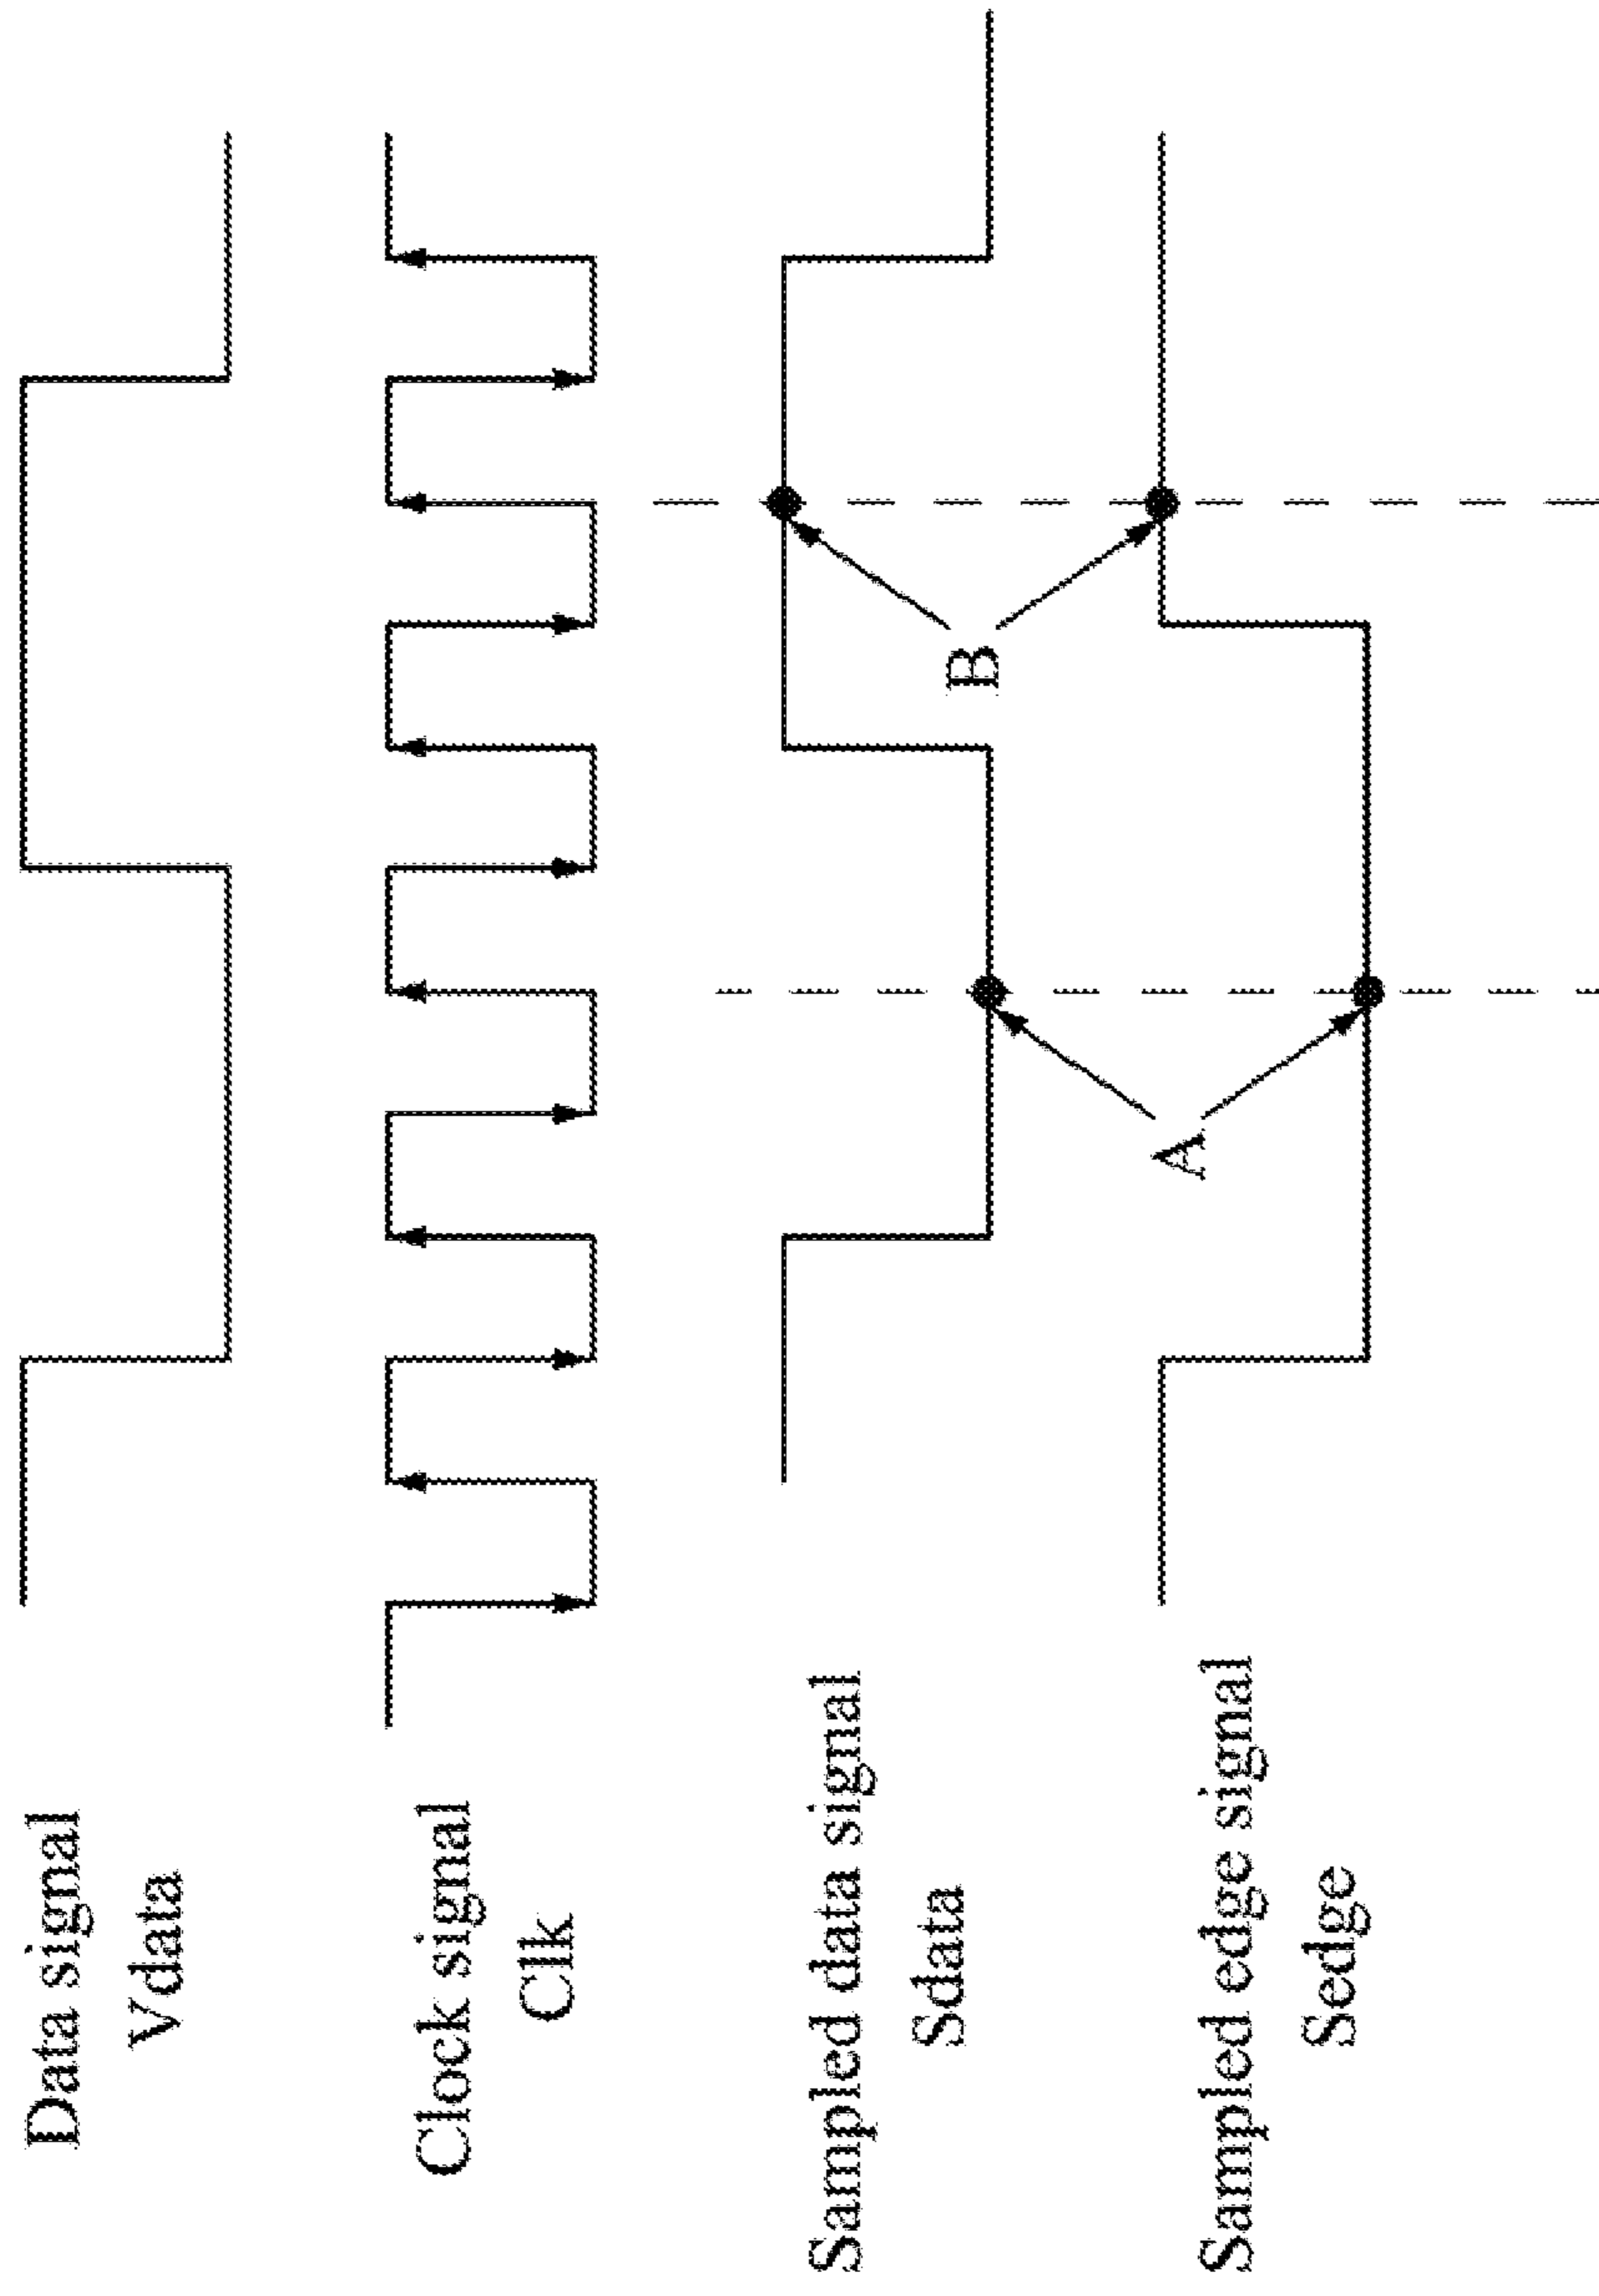 Data signal
Vdata
Clock signal
Clk
Sampled data signal
Sdata
Sampled edge signal
Sedge
A
B